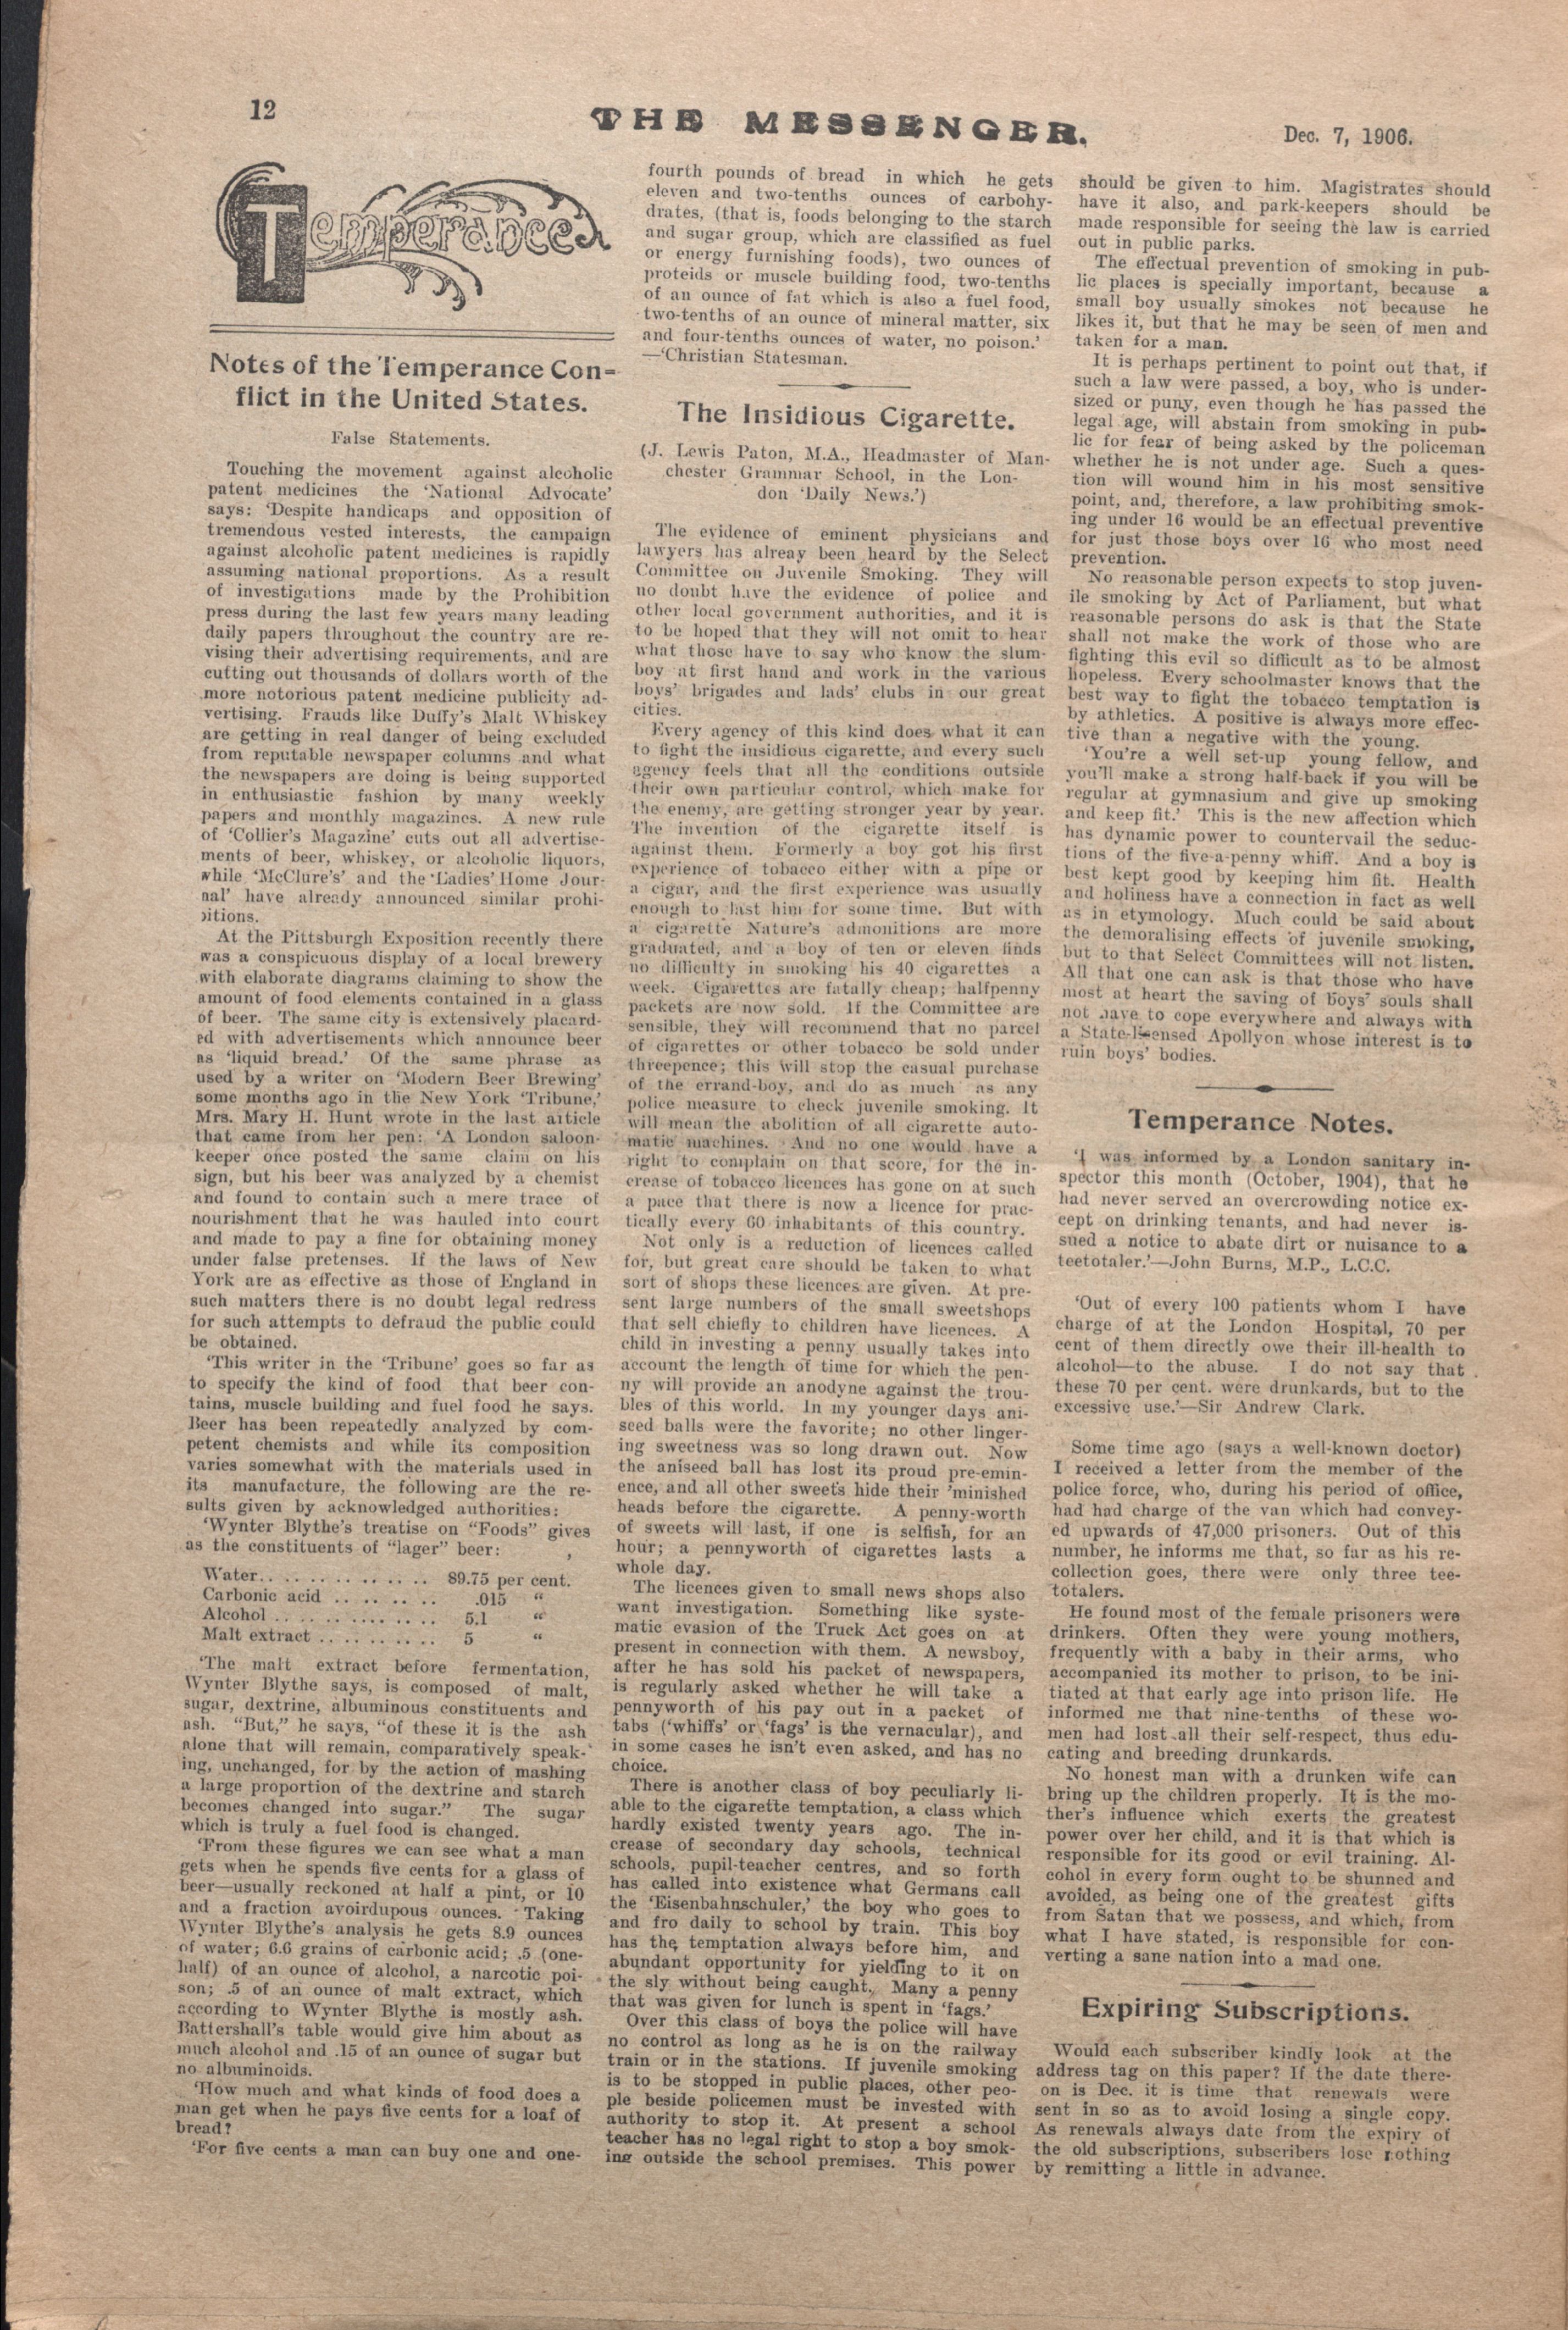 12
THE MESSENGER.
Dec. 7, 1906.
Temperance
Notes of the Temperance Con-
flict in the United States.
False Statements.
Touching the movement against alcoholic
patent medicines the 'National Advocate'
says: 'Despite handicaps and opposition of
tremendous vested interests, the campaign
against alcoholic patent medicines is rapidly
assuming national proportions. As a result
of investigations made by the Prohibition
press during the last few years many leading
daily papers throughout the country are re-
vising their advertising requirements, and are
cutting out thousands of dollars worth of the
more notorious patent medicine publicity ad-
vertising. Frauds like Duffy's Malt Whiskey
are getting in real danger of being excluded
from reputable newspaper columns and what
the newspapers are doing is being supported
in enthusiastic fashion by many weekly
papers and monthly magazines. A new rule
of 'Collier's Magazine' cuts out all advertise-
ments of beer, whiskey, or alcoholic liquors,
while 'McClure's' and the 'Ladies' Home Jour-
nal' have already announced similar prohi-
bitions.
At the Pittsburgh Exposition recently there
was a conspicuous display of a local brewery
with elaborate diagrams claiming to show the
amount of food elements contained in a glass
of beer. The same city is extensively placard-
ed with advertisements which announce beer
as 'liquid bread.' Of the same phrase as
used by a writer on 'Modern Beer Brewing'
some months ago in the New York 'Tribune,'
Mrs. Mary H. Hunt wrote in the last article
that came from her pen: 'A London saloon-
keeper once posted the same claim on his
sign, but his beer was analyzed by a chemist
and found to contain such a mere trace of
nourishment that he was hauled into court
and made to pay a fine for obtaining money
under false pretenses. If the laws of New
York are as effective as those of England in
such matters there is no doubt legal redress
for such attempts to defraud the public could
be obtained.
'This writer in the 'Tribune' goes so far as
to specify the kind of food that beer con-
tains, muscle building and fuel food he says.
Beer has been repeatedly analyzed by com-
petent chemists and while its composition
varies somewhat with the materials used in
its manufacture, the following are the re-
sults given by acknowledged authorities:
'Wynter Blythe's treatise on "Foods" gives
as the constituents of "lager" beer:
Water.. .. .. .. .. .. .. 89.75 per cent.
Carbonic acid .. .. .. .. .015 "
Alcohol .. .. .. .. .. .. 5.1 "
Malt extract .. .. .. .. .. 5 "
'The malt extract before fermentation,
Wynter Blythe says, is composed of malt,
sugar, dextrine, albuminous constituents and
ash. "But," he says, "of these it is the ash
alone that will remain, comparatively speak-
ing, unchanged, for by the action of mashing
a large proportion of the dextrine and starch
becomes changed into sugar." The sugar
which is truly a fuel food is changed.
'From these figures we can see what a man
gets when he spends five cents for a glass of
beer—usually reckoned at half a pint, or 10
and a fraction avoirdupous ounces. Taking
Wynter Blythe's analysis he gets 8.9 ounces
of water; 6.6 grains of carbonic acid; .5 (one-
half) of an ounce of alcohol, a narcotic poi-
son; .5 of an ounce of malt extract, which
according to Wynter Blythe is mostly ash.
Battershall's table would give him about as
much alcohol and .15 of an ounce of sugar but
no albuminoids.
'How much and what kinds of food does a
man get when he pays five cents for a loaf of
bread?
'For five cents a man can buy one and one-
fourth pounds of bread in which he gets
eleven and two-tenths ounces of carbohy-
drates, (that is, foods belonging to the starch
and sugar group, which are classified as fuel
or energy furnishing foods), two ounces of
proteids or muscle building food, two-tenths
of an ounce of fat which is also a fuel food,
two-tenths of an ounce of mineral matter, six
and four-tenths ounces of water, no poison.'
—'Christian Statesman.
The Insidious Cigarette.
(J. Lewis Paton, M.A., Headmaster of Man-
chester Grammar School, in the Lon-
don 'Daily News.')
The evidence of eminent physicians and
lawyers has alreay been heard by the Select
Committee on Juvenile Smoking. They will
no doubt have the evidence of police and
other local government authorities, and it is
to be hoped that they will not omit to hear
what those have to say who know the slum-
boy at first hand and work in the various
boys' brigades and lads' clubs in our great
cities.
Every agency of this kind does what it can
to fight the insidious cigarette, and every such
agency feels that all the conditions outside
their own particular control, which make for
the enemy, are getting stronger year by year.
The invention of the cigarette itself is
against them. Formerly a boy got his first
experience of tobacco either with a pipe or
a cigar, and the first experience was usually
enough to last him for some time. But with
a cigarette Nature's admonitions are more
graduated, and a boy of ten or eleven finds
no difficulty in smoking his 40 cigarettes a
week. Cigarettes are fatally cheap; halfpenny
packets are now sold. If the Committee are
sensible, they will recommend that no parcel
of cigarettes or other tobacco be sold under
threepence; this will stop the casual purchase
of the errand-boy, and do as much as any
police measure to check juvenile smoking. It
will mean the abolition of all cigarette auto-
matic machines. And no one would have a
right to complain on that score, for the in-
crease of tobacco licences has gone on at such
a pace that there is now a licence for prac-
tically every 60 inhabitants of this country.
Not only is a reduction of licences called
for, but great care should be taken to what
sort of shops these licences are given. At pre-
sent large numbers of the small sweetshops
that sell chiefly to children have licences. A
child in investing a penny usually takes into
account the length of time for which the pen-
ny will provide an anodyne against the trou-
bles of this world. In my younger days ani-
seed balls were the favorite; no other linger-
ing sweetness was so long drawn out. Now
the aniseed ball has lost its proud pre-emin-
ence, and all other sweets hide their 'minished
heads before the cigarette. A penny-worth
of sweets will last, if one is selfish, for an
hour; a pennyworth of cigarettes lasts a
whole day.
The licences given to small news shops also
want investigation. Something like syste-
matic evasion of the Truck Act goes on at
present in connection with them. A newsboy,
after he has sold his packet of newspapers,
is regularly asked whether he will take a
pennyworth of his pay out in a packet of
tabs ('whiffs' or 'fags' is the vernacular), and
in some cases he isn't even asked, and has no
choice.
There is another class of boy peculiarly li-
able to the cigarette temptation, a class which
hardly existed twenty years ago. The in-
crease of secondary day schools, technical
schools, pupil-teacher centres, and so forth
has called into existence what Germans call
the 'Eisenbahnschuler,' the boy who goes to
and fro daily to school by train. This boy
has the temptation always before him, and
abundant opportunity for yielding to it on
the sly without being caught. Many a penny
that was given for lunch is spent in 'fags.'
Over this class of boys the police will have
no control as long as he is on the railway
train or in the stations. If juvenile smoking
is to be stopped in public places, other peo-
ple beside policemen must be invested with
authority to stop it. At present a school
teacher has no legal right to stop a boy smok-
ing outside the school premises. This power
should be given to him. Magistrates should
have it also, and park-keepers should be
made responsible for seeing the law is carried
out in public parks.
The effectual prevention of smoking in pub-
lic places is specially important, because a
small boy usually smokes not because he
likes it, but that he may be seen of men and
taken for a man.
It is perhaps pertinent to point out that, if
such a law were passed, a boy, who is under-
sized or puny, even though he has passed the
legal age, will abstain from smoking in pub-
lic for fear of being asked by the policeman
whether he is not under age. Such a ques-
tion will wound him in his most sensitive
point, and, therefore, a law prohibiting smok-
ing under 16 would be an effectual preventive
for just those boys over 16 who most need
prevention.
No reasonable person expects to stop juven-
ile smoking by Act of Parliament, but what
reasonable persons do ask is that the State
shall not make the work of those who are
fighting this evil so difficult as to be almost
hopeless. Every schoolmaster knows that the
best way to fight the tobacco temptation is
by athletics. A positive is always more effec-
tive than a negative with the young.
'You're a well set-up young fellow, and
you'll make a strong half-back if you will be
regular at gymnasium and give up smoking
and keep fit.' This is the new affection which
has dynamic power to countervail the seduc-
tions of the five-a-penny whiff. And a boy is
best kept good by keeping him fit. Health
and holiness have a connection in fact as well
as in etymology. Much could be said about
the demoralising effects of juvenile smoking,
but to that Select Committees will not listen.
All that one can ask is that those who have
most at heart the saving of boys' souls shall
not have to cope everywhere and always with
a State-licensed Apollyon whose interest is to
ruin boys' bodies.
Temperance Notes.
'I was informed by a London sanitary in-
spector this month (October, 1904), that he
had never served an overcrowding notice ex-
cept on drinking tenants, and had never is-
sued a notice to abate dirt or nuisance to a
teetotaler.'—John Burns, M.P., L.C.C.
'Out of every 100 patients whom I have
charge of at the London Hospital, 70 per
cent of them directly owe their ill-health to
alcohol—to the abuse. I do not say that
these 70 per cent. were drunkards, but to the
excessive use.'—Sir Andrew Clark.
Some time ago (says a well-known doctor)
I received a letter from the member of the
police force, who, during his period of office,
had had charge of the van which had convey-
ed upwards of 47,000 prisoners. Out of this
number, he informs me that, so far as his re-
collection goes, there were only three tee-
totalers.
He found most of the female prisoners were
drinkers. Often they were young mothers,
frequently with a baby in their arms, who
accompanied its mother to prison, to be ini-
tiated at that early age into prison life. He
informed me that nine-tenths of these wo-
men had lost all their self-respect, thus edu-
cating and breeding drunkards.
No honest man with a drunken wife can
bring up the children properly. It is the mo-
ther's influence which exerts the greatest
power over her child, and it is that which is
responsible for its good or evil training. Al-
cohol in every form ought to be shunned and
avoided, as being one of the greatest gifts
from Satan that we possess, and which, from
what I have stated, is responsible for con-
verting a sane nation into a mad one.
Expiring Subscriptions.
Would each subscriber kindly look at the
address tag on this paper? If the date there-
on is Dec. it is time that renewals were
sent in so as to avoid losing a single copy.
As renewals always date from the expiry of
the old subscriptions, subscribers lose nothing
by remitting a little in advance.